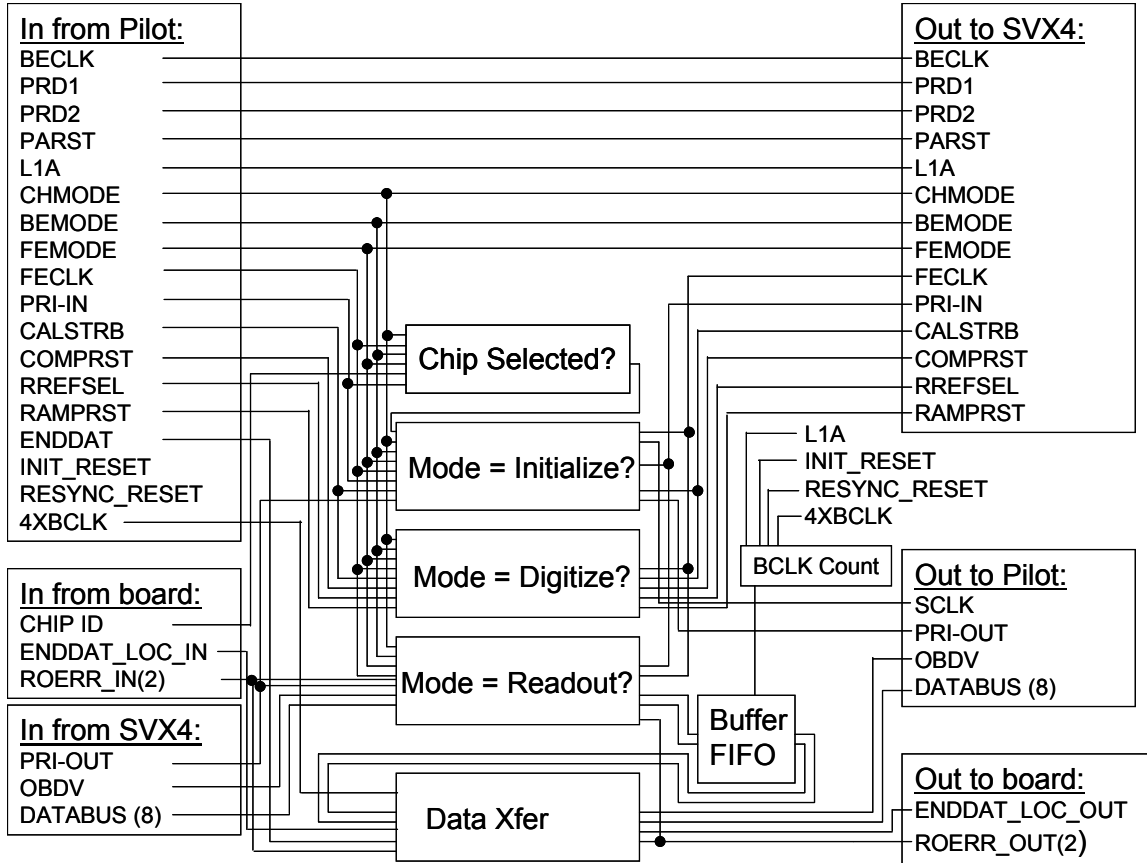 In from Pilot:
BECLK
PRD1
PRD2
PARST
L1A
CHMODE
BEMODE
FEMODE
FECLK
PRI-IN
CALSTRB
COMPRST
RREFSEL
RAMPRST
ENDDAT
INIT_RESET
RESYNC_RESET
4XBCLK
In from board:
CHIP ID
ENDDAT_LOC_IN
ROERR_IN(2)
In from SVX4:
PRI-OUT
OBDV
DATABUS (8)
Chip Selected?
Mode = Initialize?
Mode = Digitize?
Mode = Readout?
Data Xfer
Buffer
FIFO
L1A
INIT_RESET
RESYNC_RESET
4XBCLK
BCLK Count
Out to SVX4:
BECLK
PRD1
PRD2
PARST
L1A
CHMODE
BEMODE
FEMODE
FECLK
PRI-IN
CALSTRB
COMPRST
RREFSEL
RAMPRST
Out to Pilot:
SCLK
PRI-OUT
OBDV
DATABUS (8)
Out to board:
ENDDAT_LOC_OUT
ROERR_OUT(2)